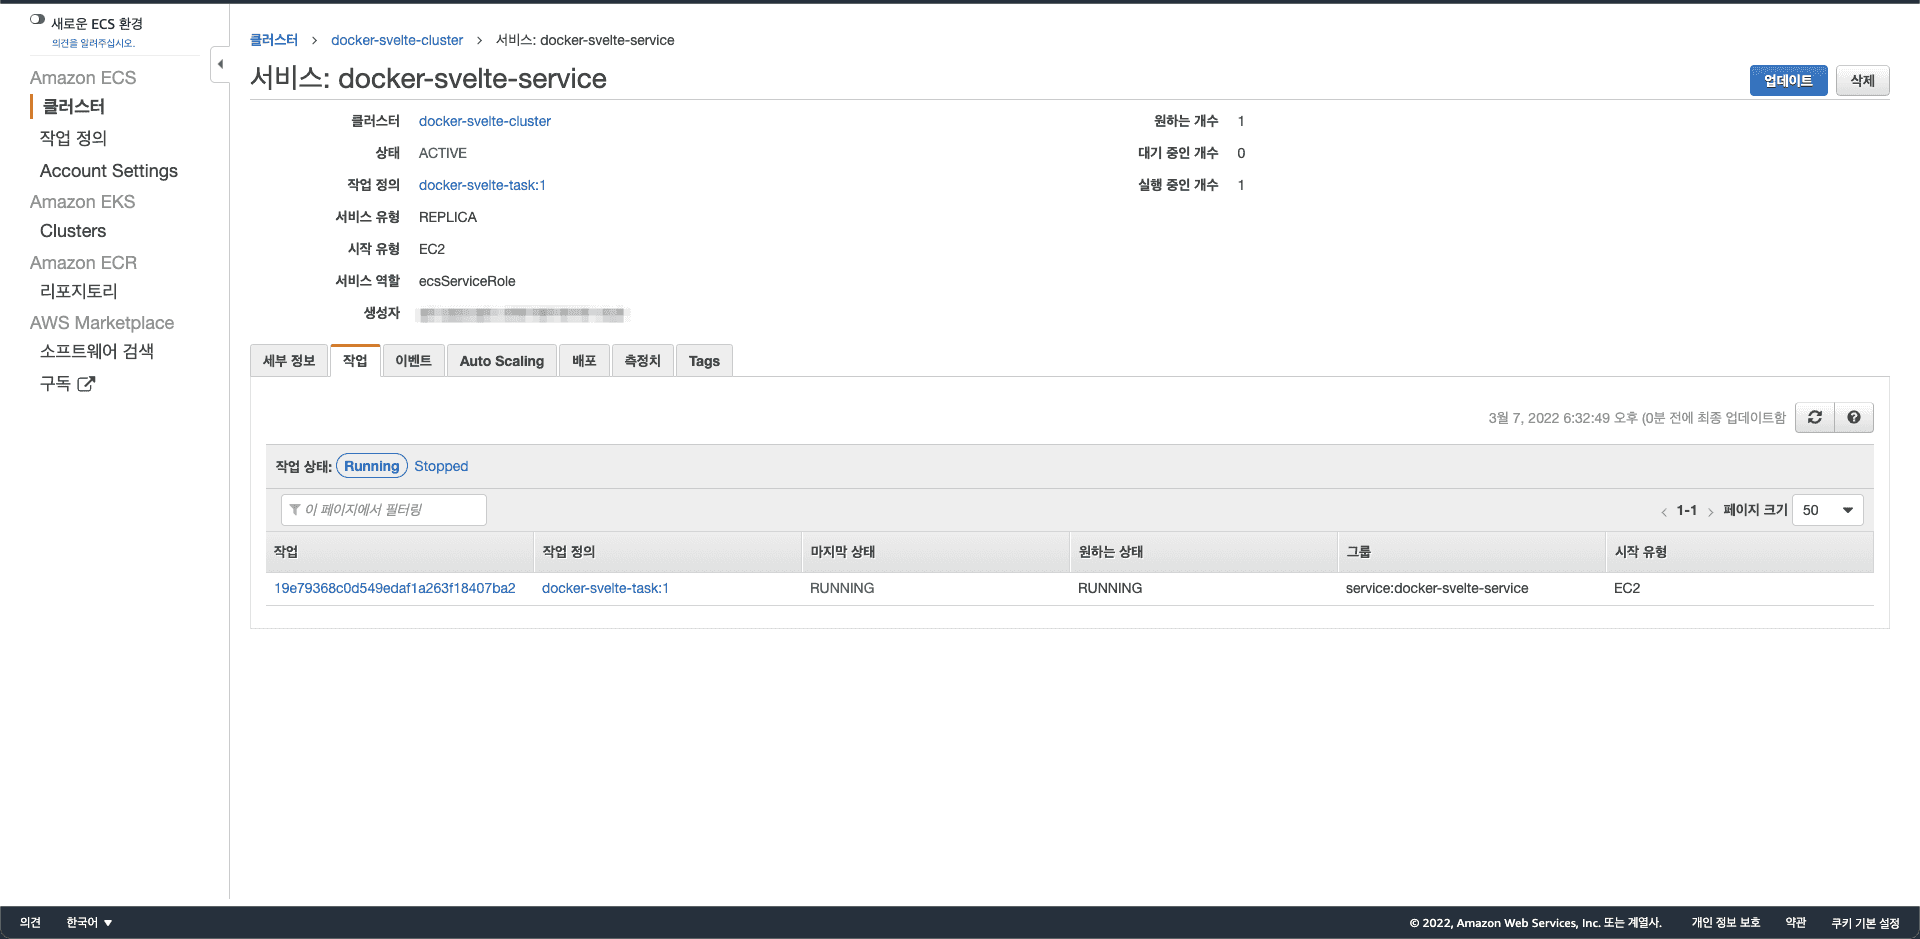 새로운 ECS 환경
의견을 알려주십시오.
Amazon ECS
클러스터
작업 정의
Account Settings
Amazon EKS
Clusters
Amazon ECR
리포지토리
AWS Marketplace
소프트웨어 검색
구독
클러스터 > docker-svelte-cluster > 서비스: docker-svelte-service
서비스: docker-svelte-service
업데이트 삭제
클러스터 docker-svelte-cluster
상태 ACTIVE
작업 정의 docker-svelte-task:1
서비스 유형 REPLICA
시작 유형 EC2
서비스 역할 ecsServiceRole
생성자
원하는 개수 1
대기 중인 개수 0
실행 중인 개수 1
세부 정보 작업 이벤트 Auto Scaling 배포 측정치 Tags
3월 7, 2022 6:32:49 오후 (0분 전에 최종 업데이트함
작업 상태: Running Stopped
이 페이지에서 필터링
< 1-1 > 페이지 크기 50
작업 작업 정의 마지막 상태 원하는 상태 그룹 시작 유형
19e79368c0d549edaf1a263f18407ba2 docker-svelte-task:1 RUNNING RUNNING service:docker-svelte-service EC2
의견 한국어 © 2022, Amazon Web Services, Inc. 또는 계열사. 개인 정보 보호 약관 쿠키 기본 설정